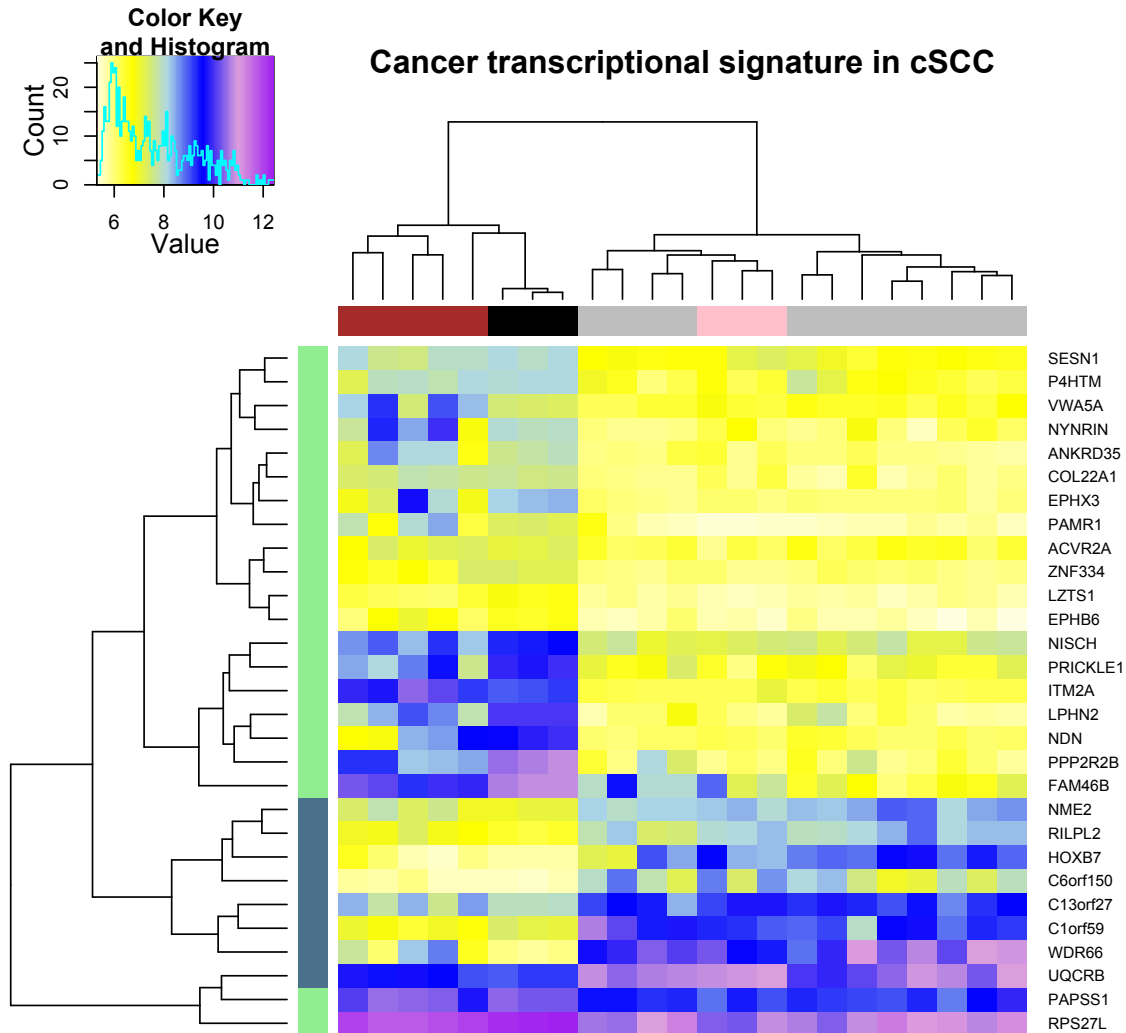 Color Key
and Histogram
Cancer transcriptional signature in cSCC
Count
0
10
20
6 8 10 12
Value
SESN1
P4HTM
VWA5A
NYNRIN
ANKRD35
COL22A1
EPHX3
PAMR1
ACVR2A
ZNF334
LZTS1
EPHB6
NISCH
PRICKLE1
ITM2A
LPHN2
NDN
PPP2R2B
FAM46B
NME2
RILPL2
HOXB7
C6orf150
C13orf27
C1orf59
WDR66
UQCRB
PAPSS1
RPS27L